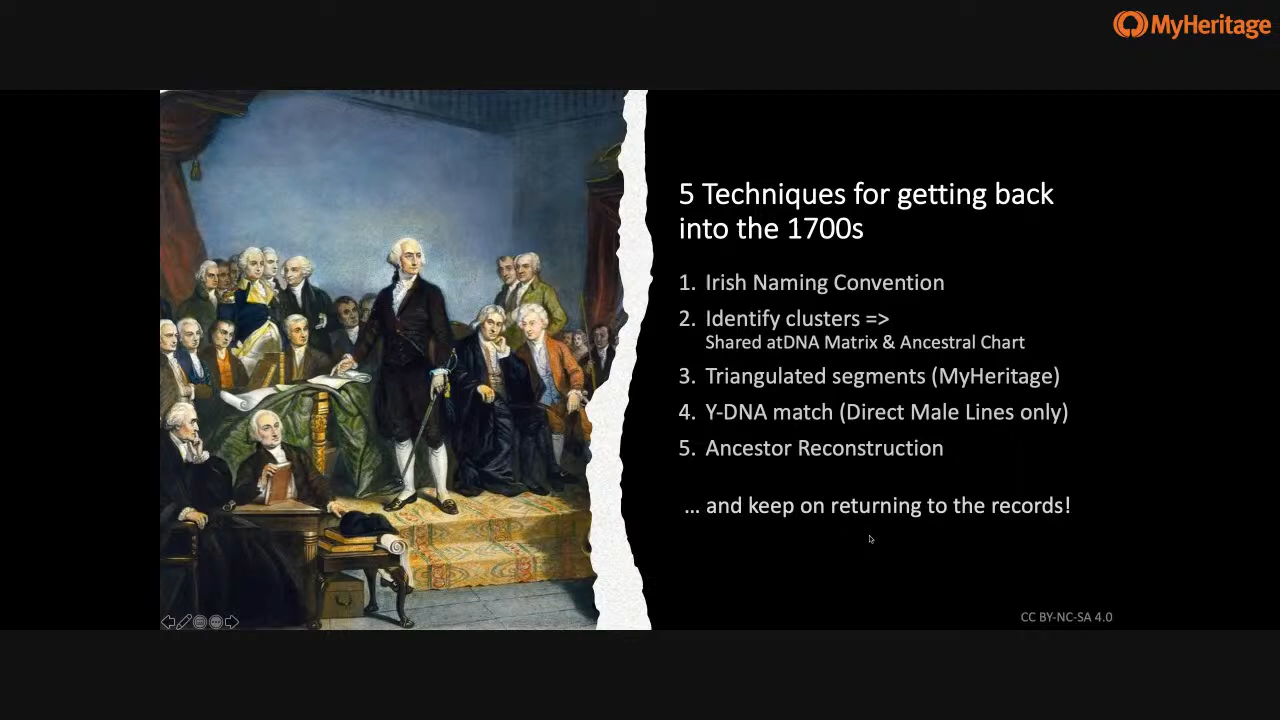 MyHeritage
5 Techniques for getting back
into the 1700s
1. Irish Naming Convention
2. Identify clusters =>
Shared atDNA Matrix & Ancestral Chart
3. Triangulated segments (MyHeritage)
4. Y-DNA match (Direct Male Lines only)
5. Ancestor Reconstruction
... and keep on returning to the records!
CC BY-NC-SA 4.0